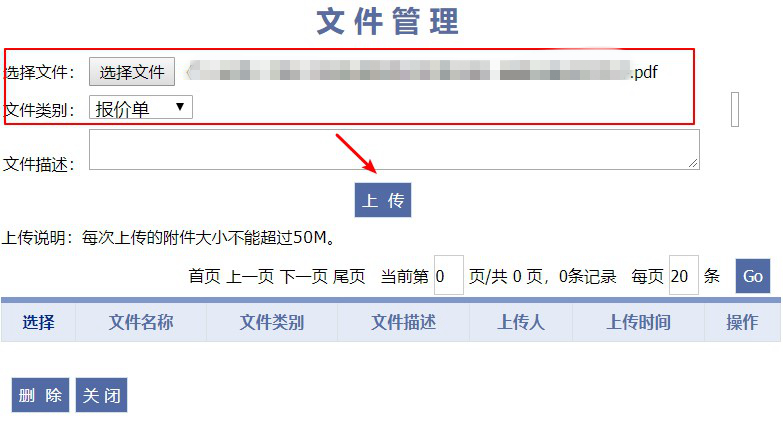 文件管理
选择文件： 选择文件 .pdf
文件类别： 报价单
文件描述：
上 传
上传说明：每次上传的附件大小不能超过50M。
首页 上一页 下一页 尾页 当前第 0 页/共 0 页，0条记录 每页 20 条 Go
选择 文件名称 文件类别 文件描述 上传人 上传时间 操作
删 除 关 闭